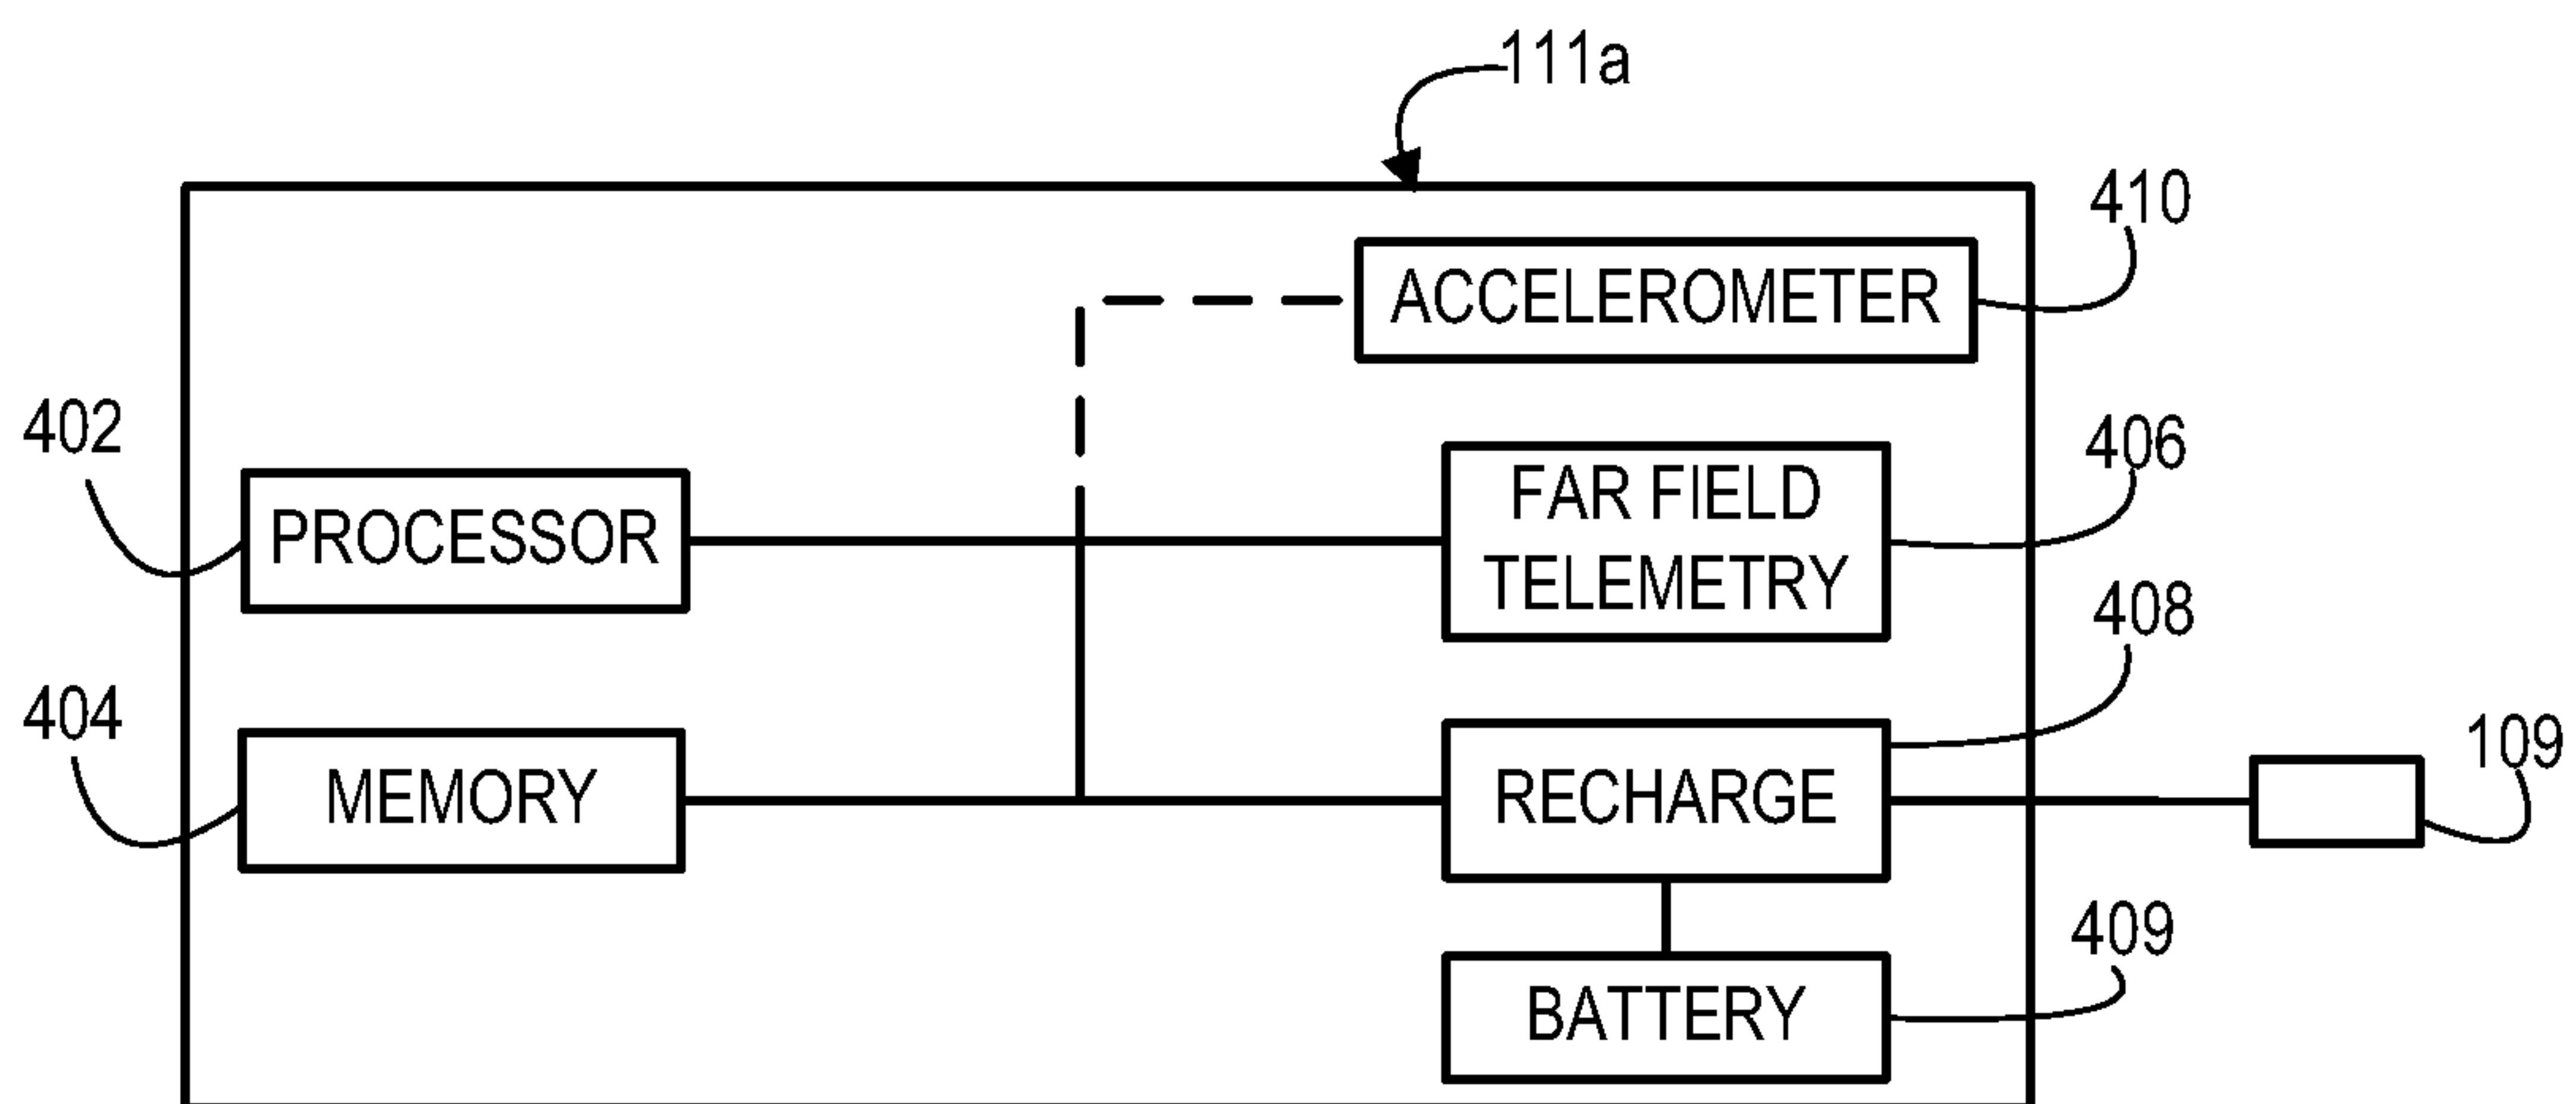 111a
410
ACCELEROMETER
402
406
FAR FIELD
TELEMETRY
PROCESSOR
408
404
MEMORY
RECHARGE
109
409
BATTERY